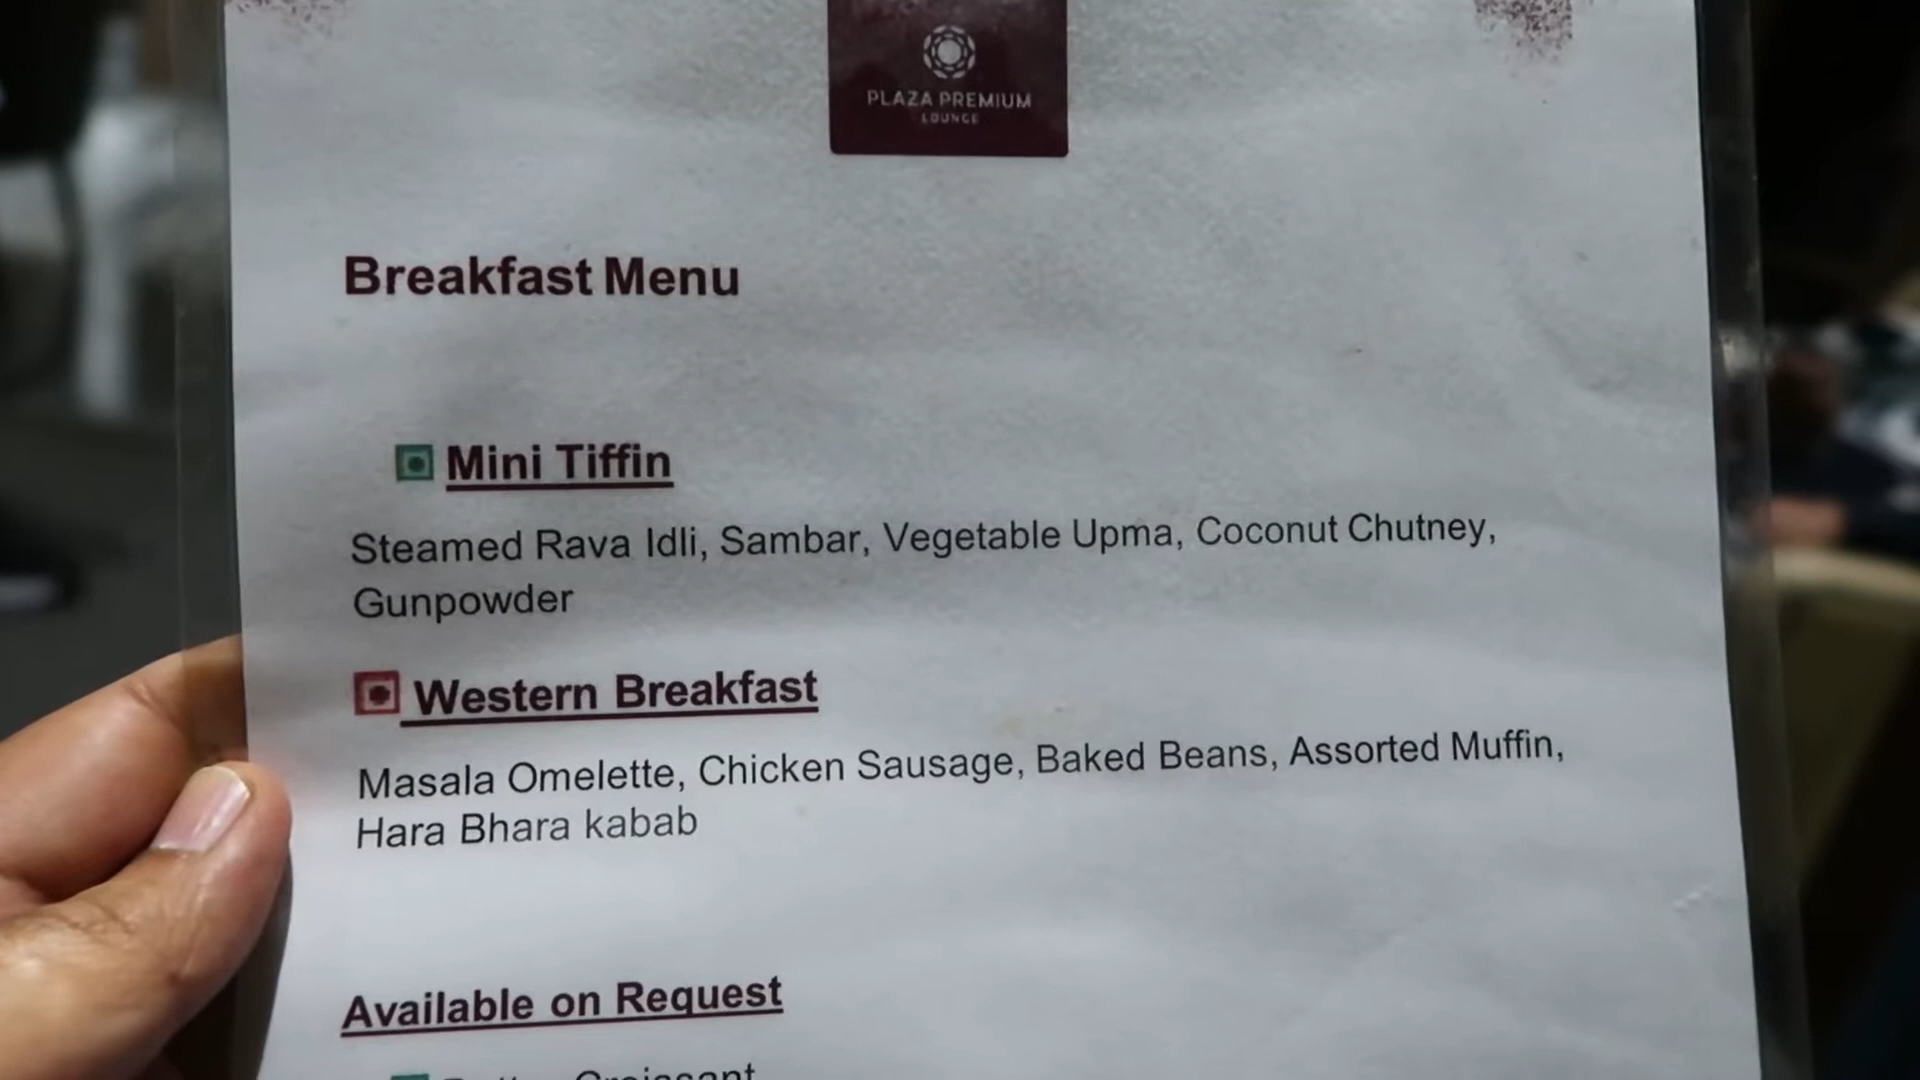 PLAZA PREMIUM
LOUNGE
Breakfast Menu
Mini Tiffin
Steamed Rava Idli, Sambar, Vegetable Upma, Coconut Chutney,
Gunpowder
Western Breakfast
Masala Omelette, Chicken Sausage, Baked Beans, Assorted Muffin,
Hara Bhara kabab
Available on Request
Croissant